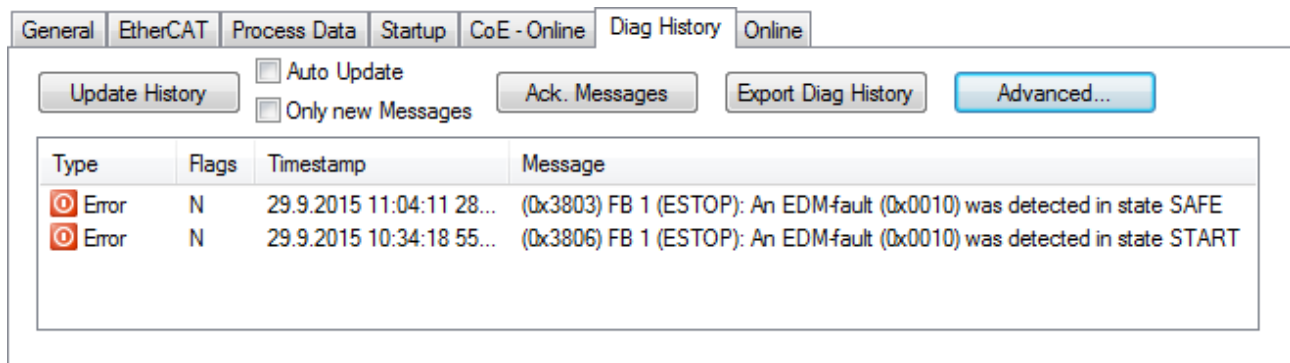 General EtherCAT Process Data Startup CoE - Online Diag History Online
Update History Auto Update Ack. Messages Export Diag History Advanced...
Only new Messages
Type Flags Timestamp Message
Error N 29.9.2015 11:04:11 28... (0x3803) FB 1 (ESTOP): An EDM-fault (0x0010) was detected in state SAFE
Error N 29.9.2015 10:34:18 55... (0x3806) FB 1 (ESTOP): An EDM-fault (0x0010) was detected in state START